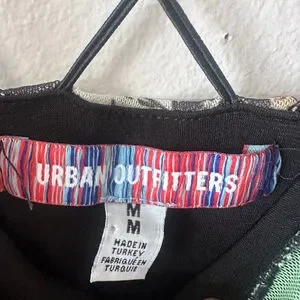 URBAN OUTFITTERS
M
M
MADE IN
TURKEY
FABRIQUÉ EN
TURQUIE